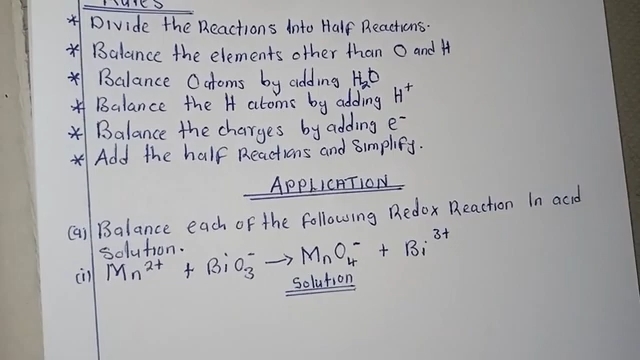 Rules
* Divide the Reactions Into Half Reactions.
* Balance the elements other than O and H
* Balance O atoms by adding H₂O
* Balance the H atoms by adding H⁺
* Balance the charges by adding e⁻
* Add the half Reactions and Simplify.
APPLICATION
(a) Balance each of the following Redox Reaction In acid
Solution.
(i) Mn²⁺ + BiO₃⁻ → MnO₄⁻ + Bi³⁺
Solution